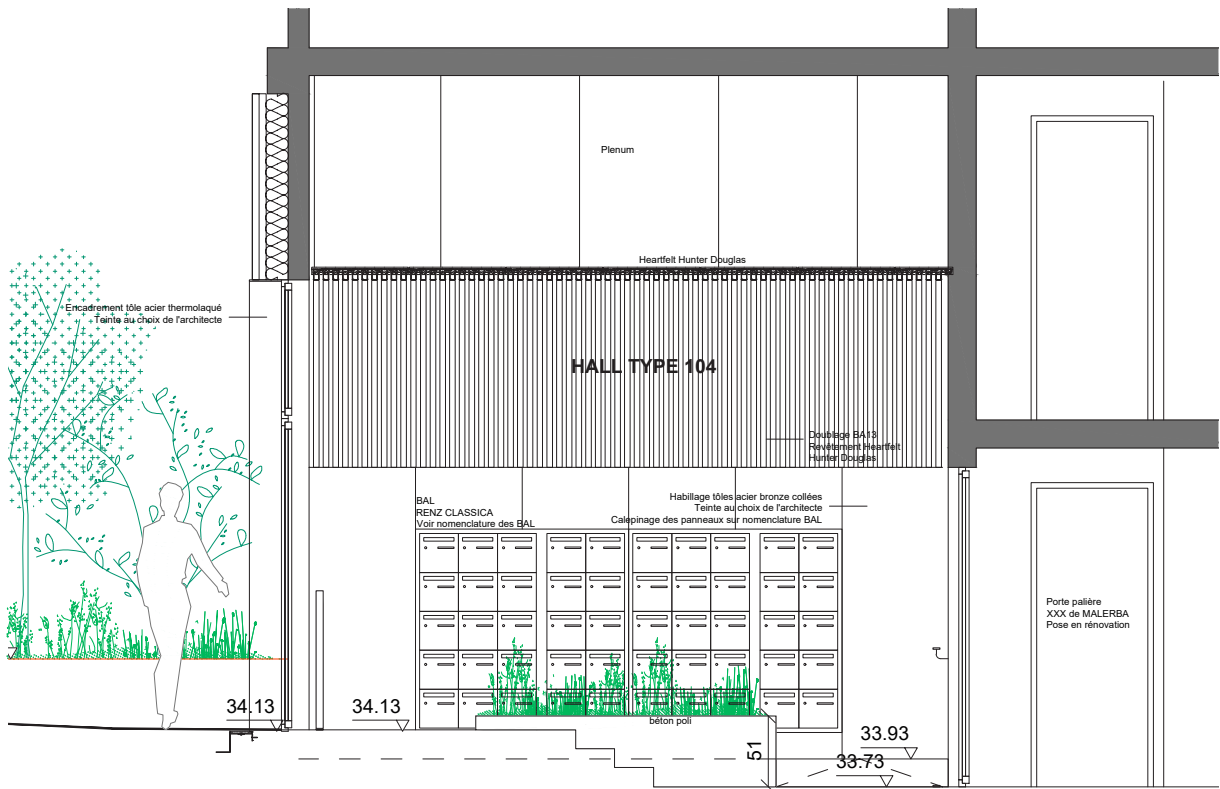 Plenum
Heartfelt Hunter Douglas
Encadrement tôle acier thermolaqué
Teinte au choix de l'architecte
HALL TYPE 104
Doublage BA13
Revêtement Heartfelt
Hunter Douglas
BAL
RENZ CLASSICA
Voir nomenclature des BAL
Habillage tôles acier bronze collées
Teinte au choix de l'architecte
Calepinage des panneaux sur nomenclature BAL
Porte palière
XXX de MALERBA
Pose en rénovation
34.13
34.13
béton poli
51
33.93
33.73